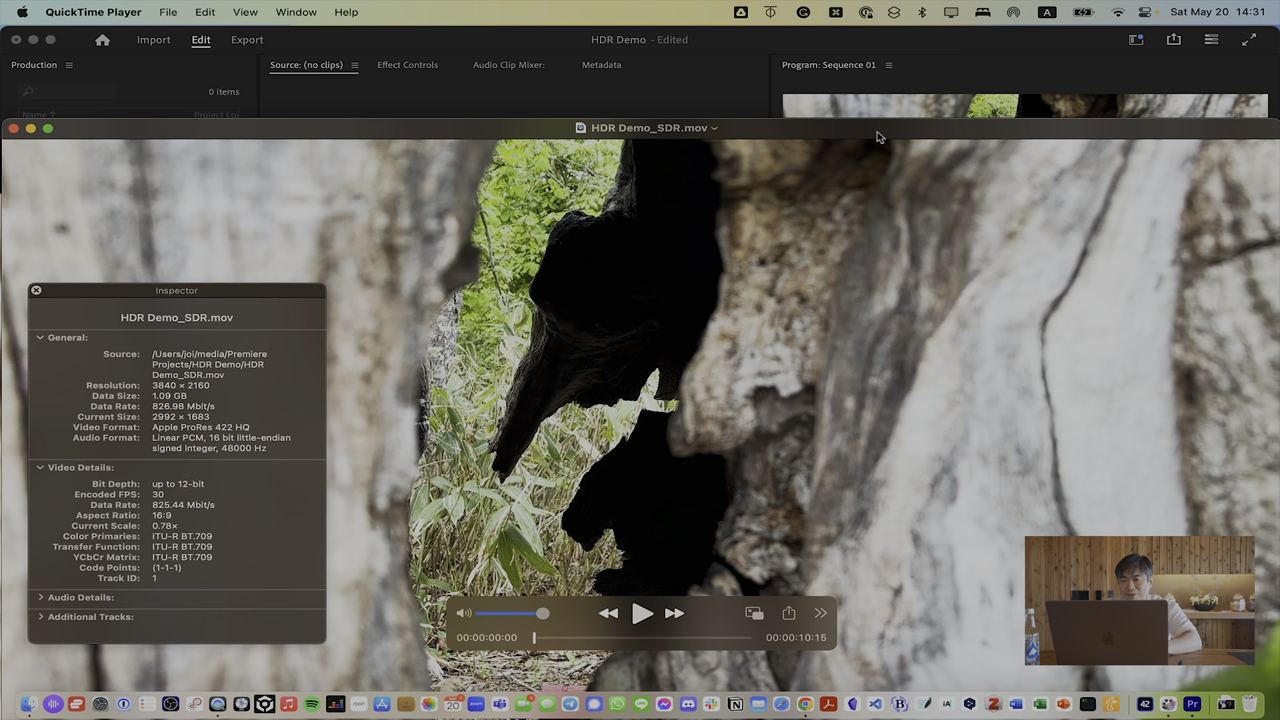 QuickTime Player File Edit View Window Help A Sat May 20 14:31
Import Edit Export HDR Demo - Edited
Production Source: (no clips) Effect Controls Audio Clip Mixer: Metadata Program: Sequence 01
0 items
Name
HDR Demo_SDR.mov
Inspector
HDR Demo_SDR.mov
General:
Source: /Users/joi/media/Premiere
Projects/HDR Demo/HDR
Demo_SDR.mov
Resolution: 3840 × 2160
Data Size: 1.09 GB
Data Rate: 826.98 Mbit/s
Current Size: 2992 × 1683
Video Format: Apple ProRes 422 HQ
Audio Format: Linear PCM, 16 bit little-endian
signed integer, 48000 Hz
Video Details:
Bit Depth: up to 12-bit
Encoded FPS: 30
Data Rate: 825.44 Mbit/s
Aspect Ratio: 16:9
Current Scale: 0.78×
Color Primaries: ITU-R BT.709
Transfer Function: ITU-R BT.709
YCbCr Matrix: ITU-R BT.709
Code Points: (1-1-1)
Track ID: 1
Audio Details:
Additional Tracks:
00:00:00:00 00:00:10:15
20 iA 42 Pr